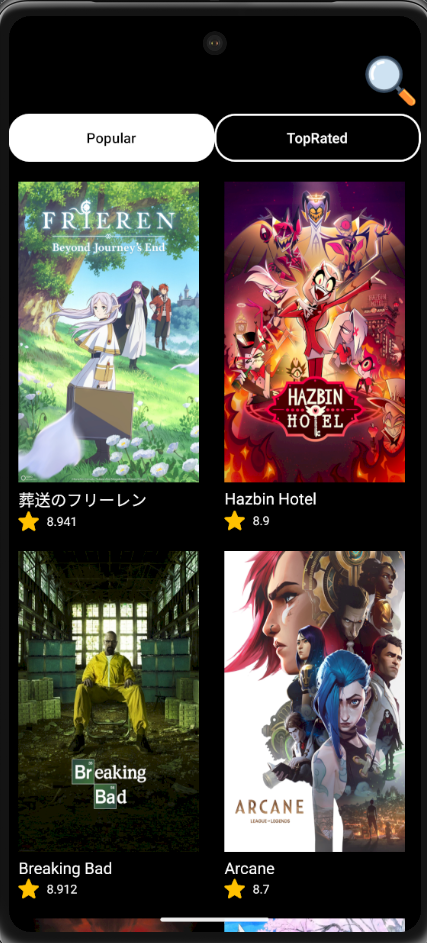 Popular
TopRated
FRIEREN
Beyond Journey's End
HAZBIN
HOTEL
葬送のフリーレン
8.941
Hazbin Hotel
8.9
Breaking
Bad
ARCANE
LEAGUE OF LEGENDS
Breaking Bad
8.912
Arcane
8.7